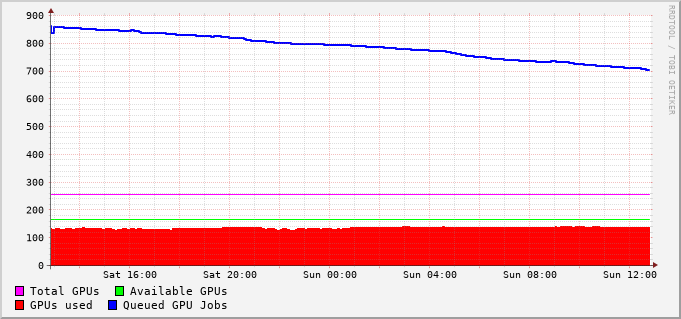 900
800
700
600
500
400
300
200
100
0
Sat 16:00 Sat 20:00 Sun 00:00 Sun 04:00 Sun 08:00 Sun 12:00
Total GPUs Available GPUs
GPUs used Queued GPU Jobs
RRDTOOL / TOBI OETIKER